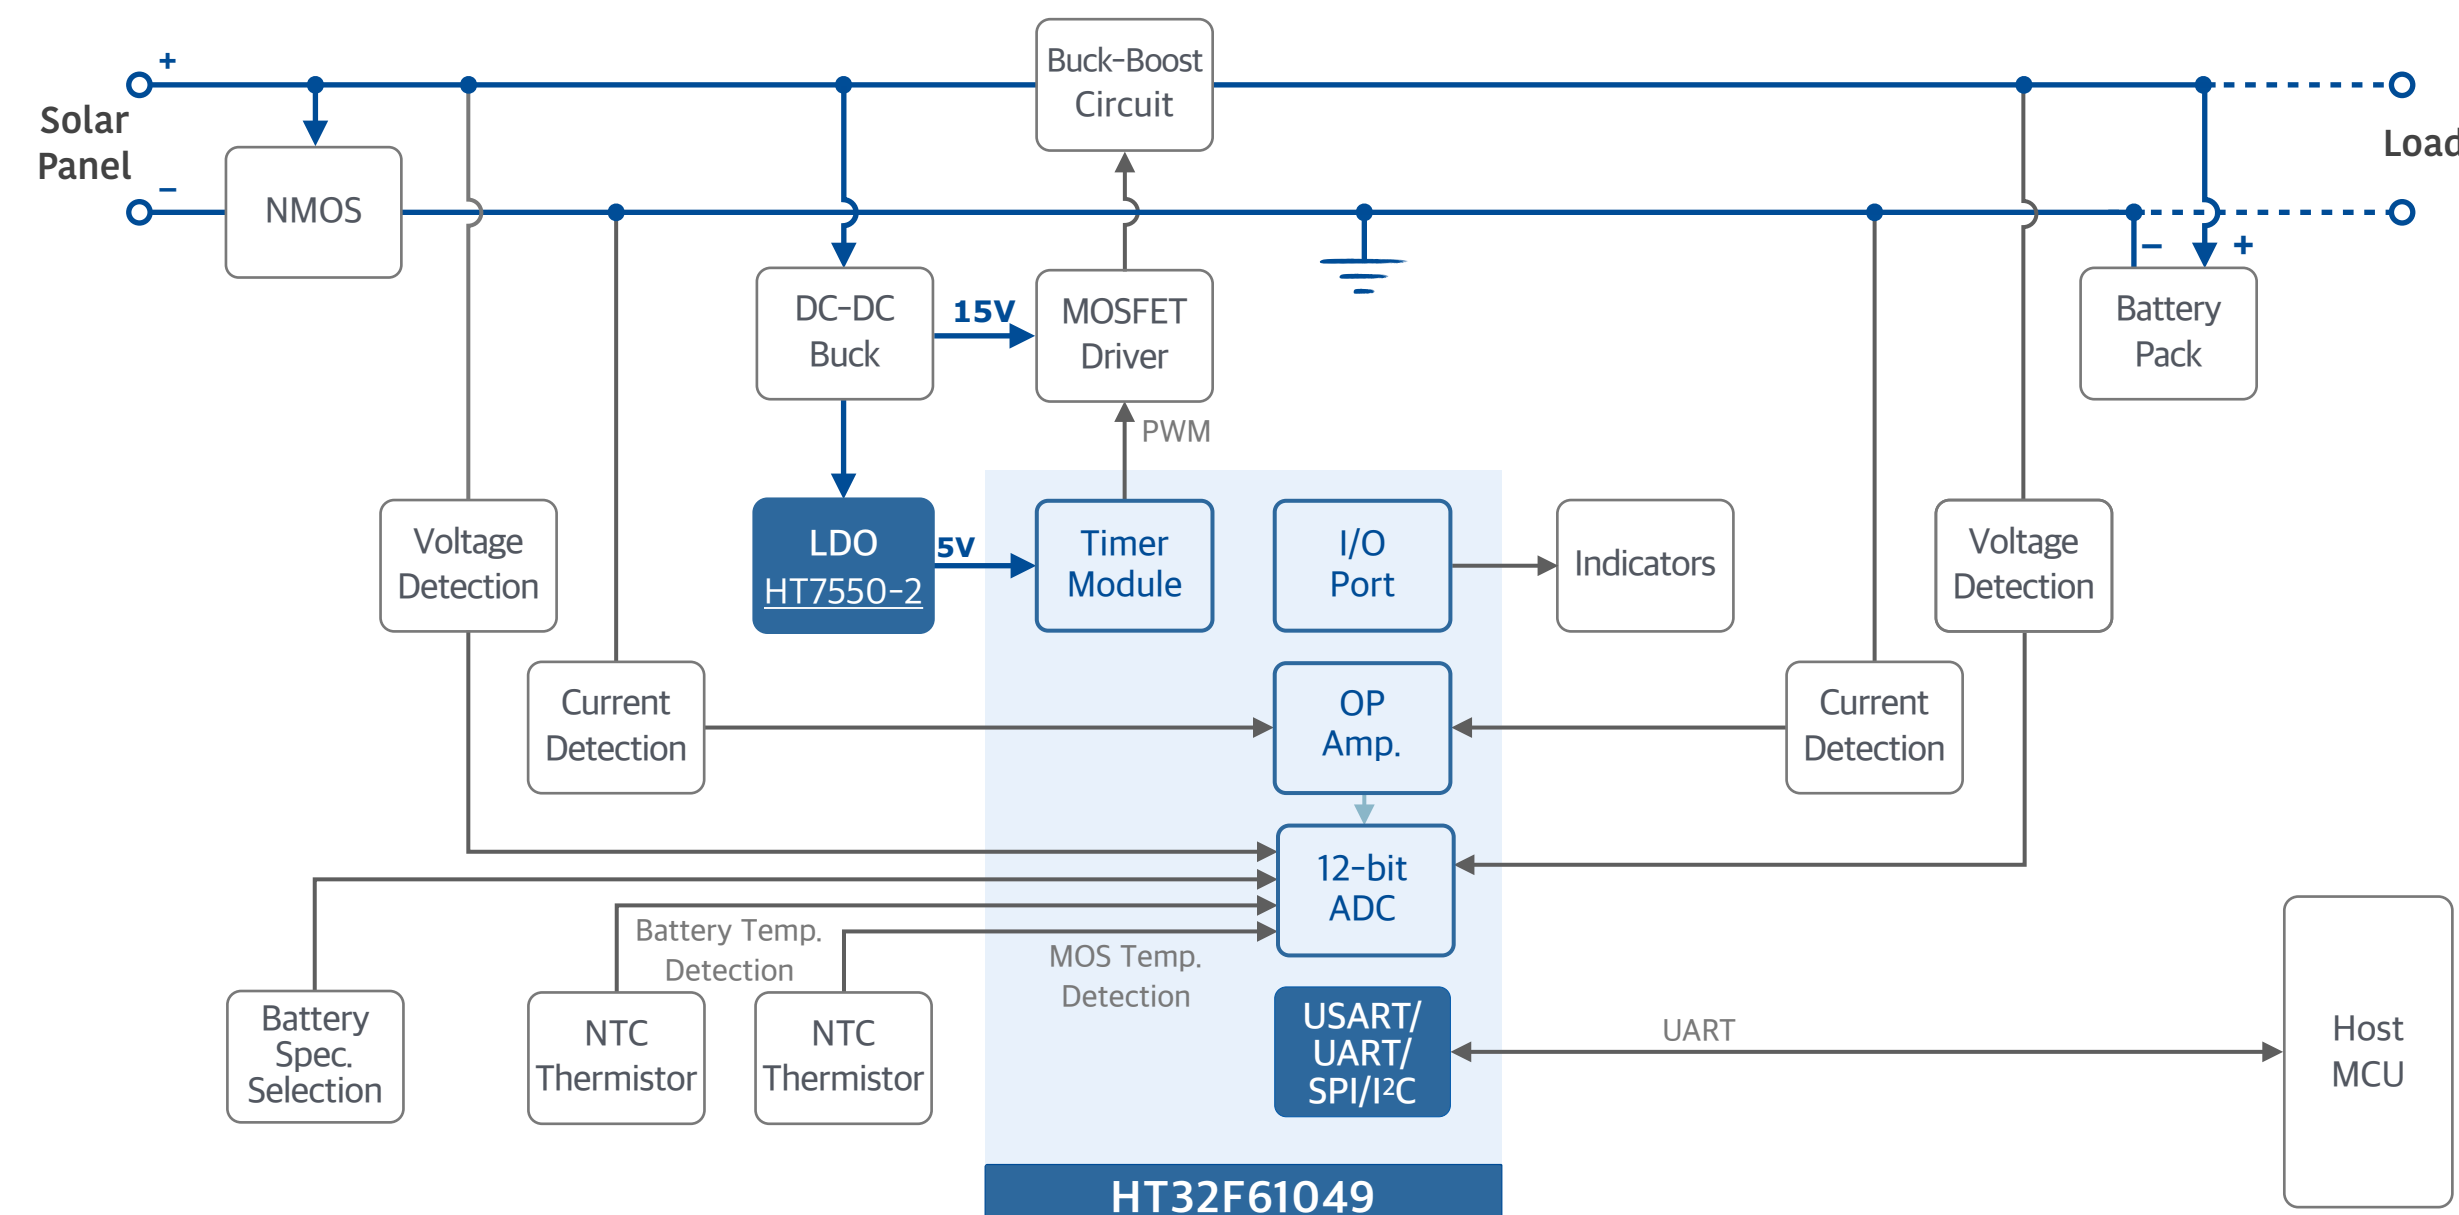 Buck-Boost
Circuit
+
Solar
Panel
–
Load
NMOS
– +
DC-DC
Buck
15V
MOSFET
Driver
Battery
Pack
PWM
Voltage
Detection
LDO
HT7550-2
5V
Timer
Module
I/O
Port
Indicators
Voltage
Detection
Current
Detection
OP
Amp.
Current
Detection
12-bit
ADC
Battery Temp.
Detection
MOS Temp.
Detection
Battery
Spec.
Selection
NTC
Thermistor
NTC
Thermistor
USART/
UART/
SPI/I²C
UART
Host
MCU
HT32F61049